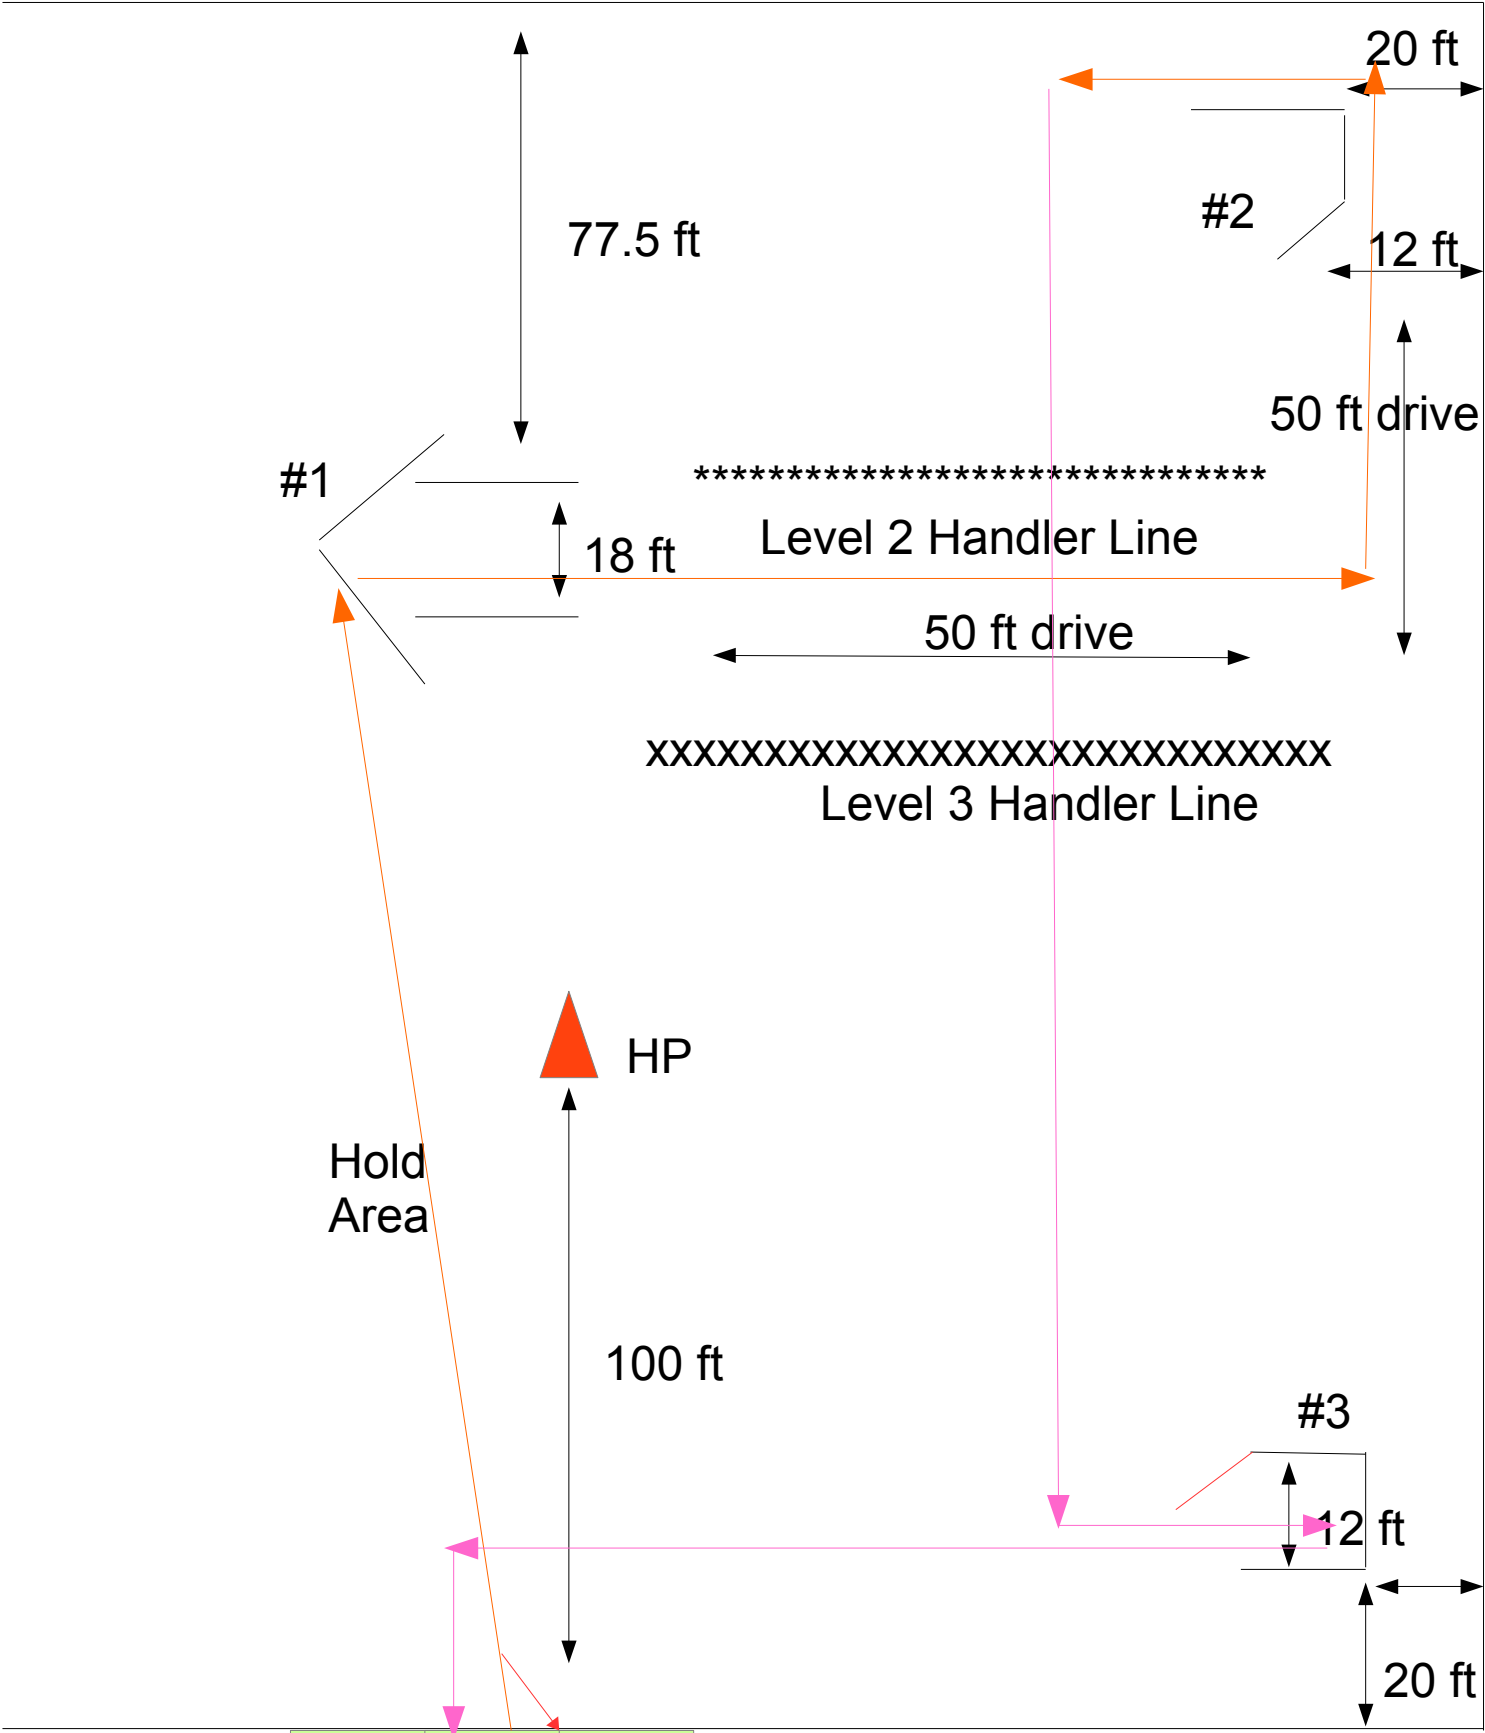 20 ft
#2
77.5 ft
12 ft
50 ft drive
#1
*******************************
Level 2 Handler Line
18 ft
50 ft drive
xxxxxxxxxxxxxxxxxxxxxxxxxxxxx
Level 3 Handler Line
HP
Hold
Area
100 ft
#3
12 ft
20 ft